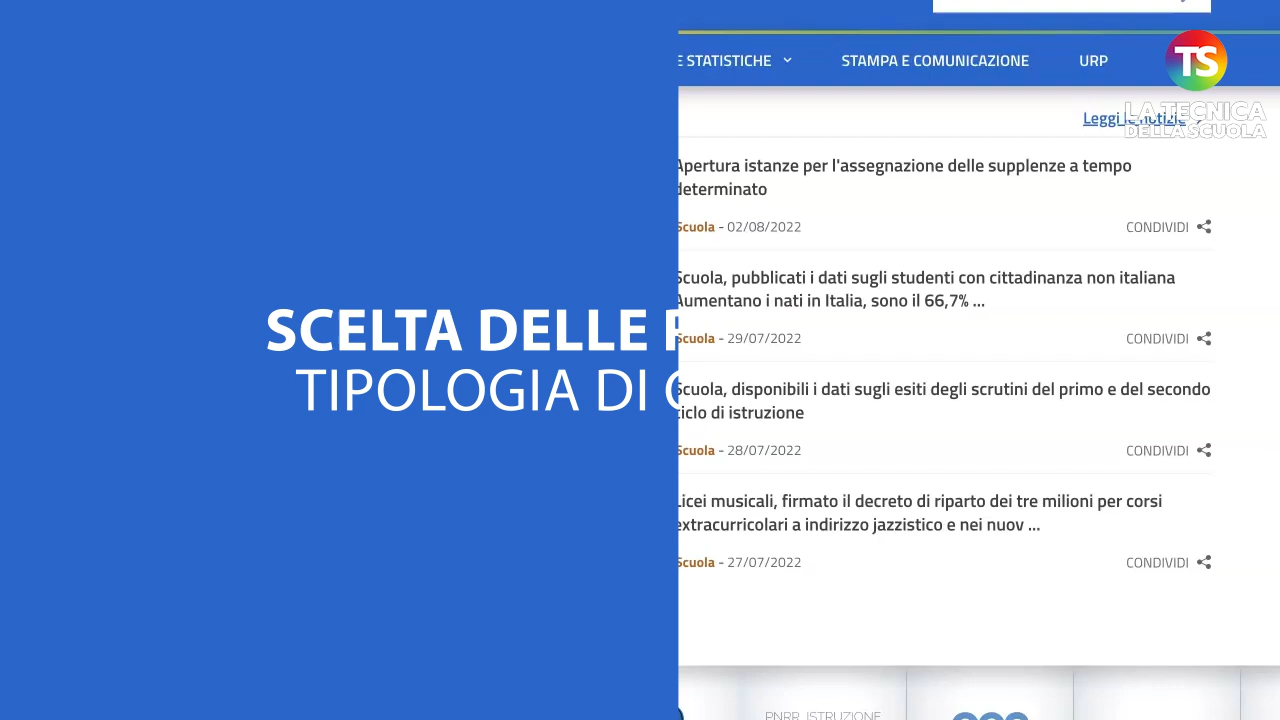 E STATISTICHE
STAMPA E COMUNICAZIONE
URP
TS
LA TECNICA
DELLA SCUOLA
Leggi le notizie
Apertura istanze per l'assegnazione delle supplenze a tempo
determinato
Scuola - 02/08/2022
CONDIVIDI
Scuola, pubblicati i dati sugli studenti con cittadinanza non italiana
Aumentano i nati in Italia, sono il 66,7% ...
Scuola - 29/07/2022
CONDIVIDI
SCELTA DELLE
TIPOLOGIA DI
Scuola, disponibili i dati sugli esiti degli scrutini del primo e del secondo
ciclo di istruzione
Scuola - 28/07/2022
CONDIVIDI
Licei musicali, firmato il decreto di riparto dei tre milioni per corsi
extracurricolari a indirizzo jazzistico e nei nuov ...
Scuola - 27/07/2022
CONDIVIDI
PNRR ISTRUZIONE